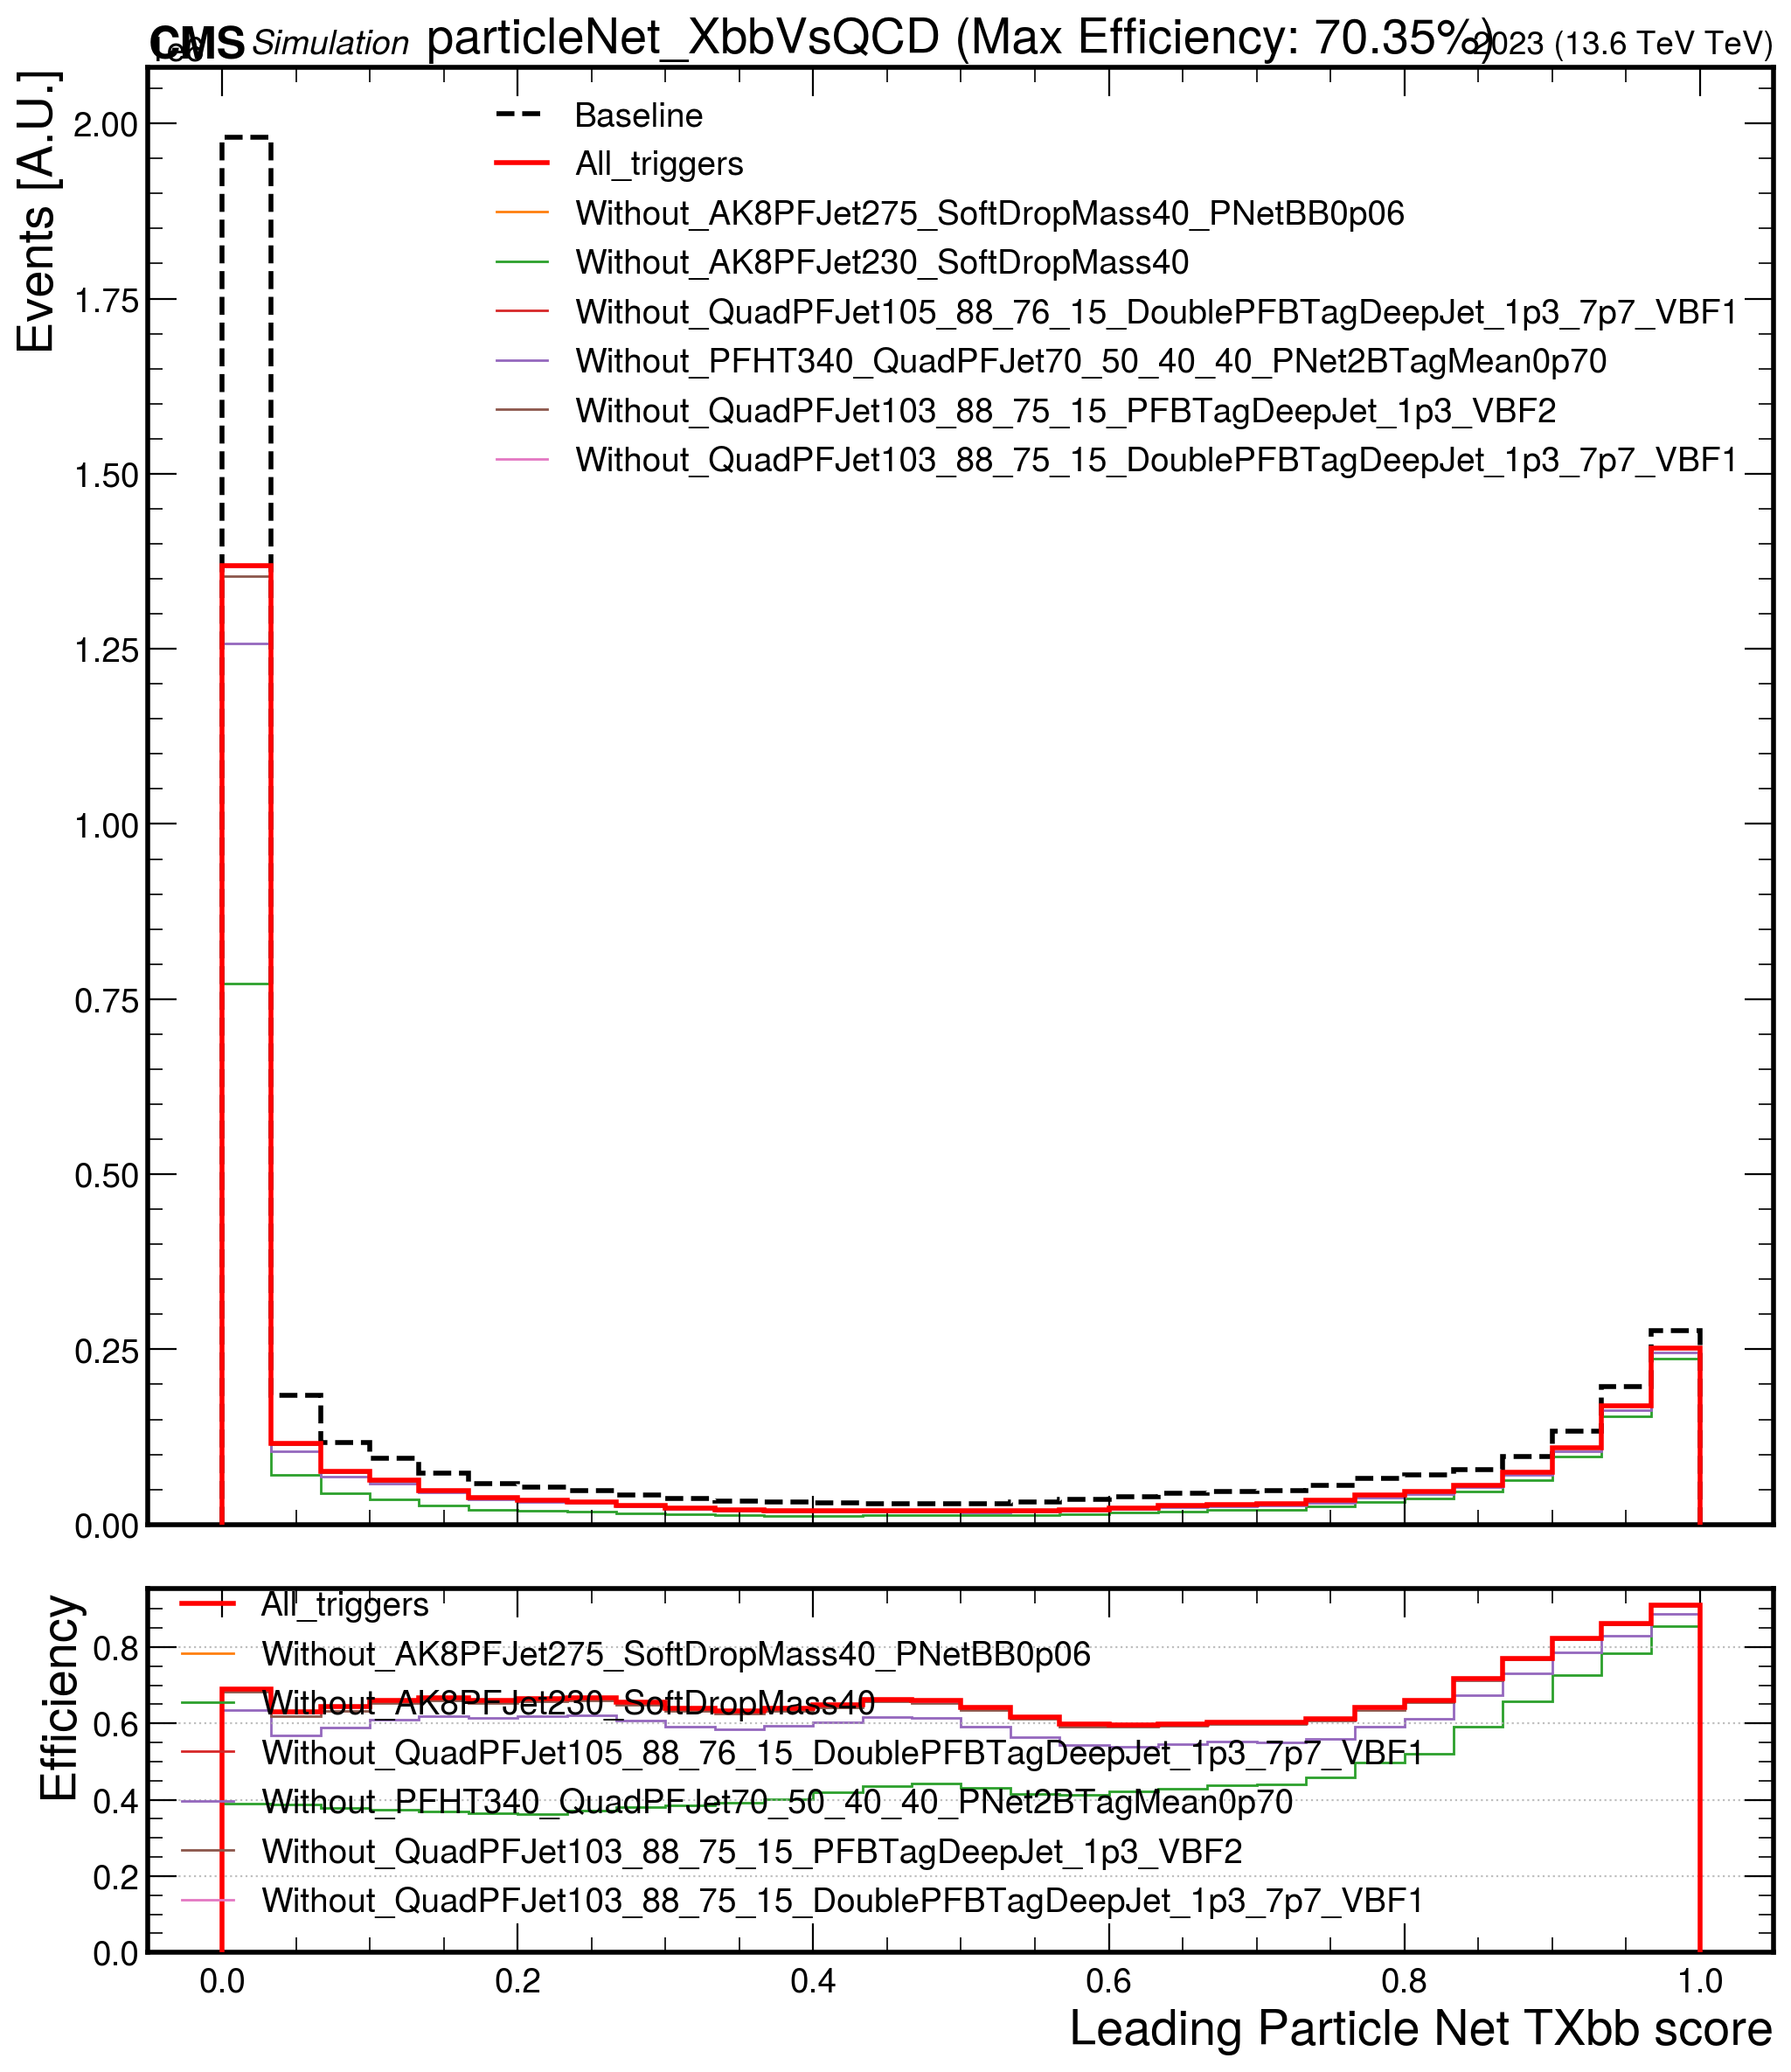 CMS Simulation particleNet_XbbVsQCD (Max Efficiency: 70.35%) 2023 (13.6 TeV TeV)
Events [A.U.]
2.00
1.75
1.50
1.25
1.00
0.75
0.50
0.25
0.00
Baseline
All_triggers
Without_AK8PFJet275_SoftDropMass40_PNetBB0p06
Without_AK8PFJet230_SoftDropMass40
Without_QuadPFJet105_88_76_15_DoublePFBTagDeepJet_1p3_7p7_VBF1
Without_PFHT340_QuadPFJet70_50_40_40_PNet2BTagMean0p70
Without_QuadPFJet103_88_75_15_PFBTagDeepJet_1p3_VBF2
Without_QuadPFJet103_88_75_15_DoublePFBTagDeepJet_1p3_7p7_VBF1
Efficiency
0.8
0.6
0.4
0.2
0.0
All_triggers
Without_AK8PFJet275_SoftDropMass40_PNetBB0p06
Without_AK8PFJet230_SoftDropMass40
Without_QuadPFJet105_88_76_15_DoublePFBTagDeepJet_1p3_7p7_VBF1
Without_PFHT340_QuadPFJet70_50_40_40_PNet2BTagMean0p70
Without_QuadPFJet103_88_75_15_PFBTagDeepJet_1p3_VBF2
Without_QuadPFJet103_88_75_15_DoublePFBTagDeepJet_1p3_7p7_VBF1
0.0 0.2 0.4 0.6 0.8 1.0
Leading Particle Net TXbb score